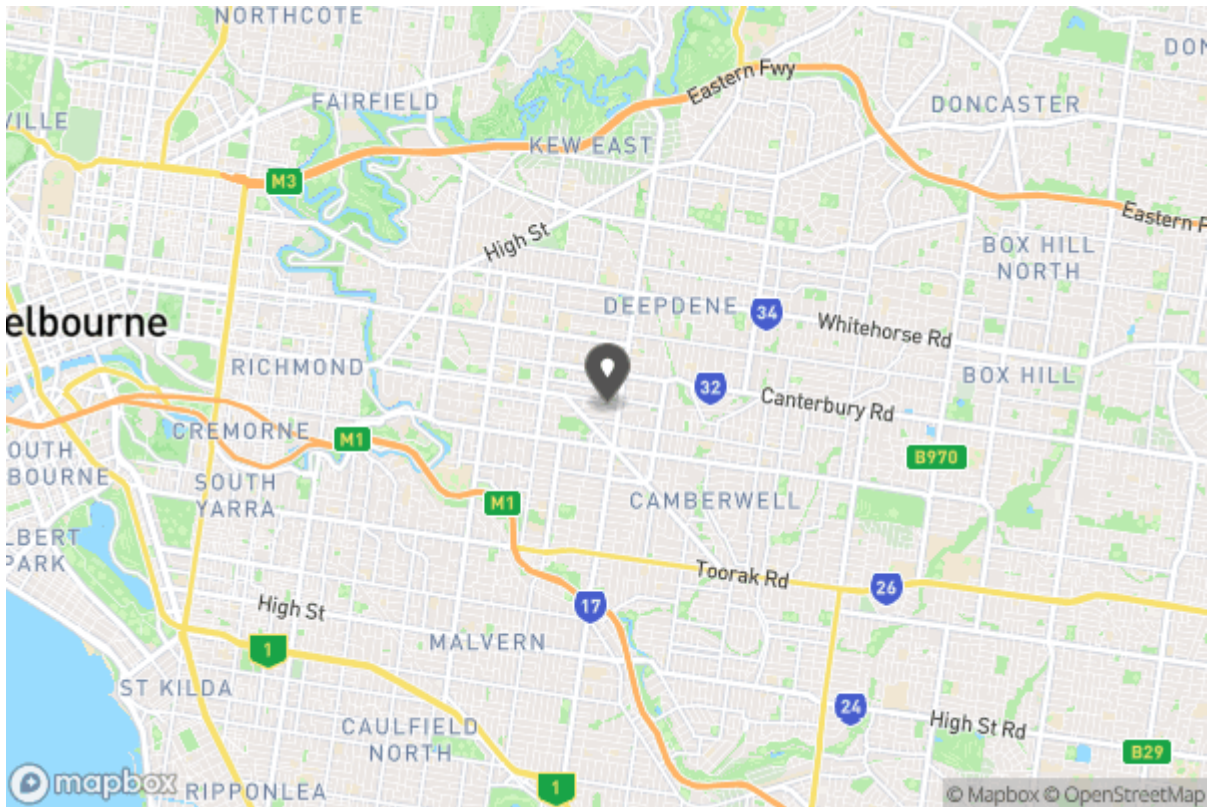 NORTHCOTE
DON
Eastern Fwy
FAIRFIELD
DONCASTER
VILLE
KEW EAST
M3
Eastern F
High St
BOX HILL
NORTH
DEEPDENE
34
elbourne
Whitehorse Rd
RICHMOND
BOX HILL
32
Canterbury Rd
CREMORNE
M1
OUTH
LBOURNE
B970
SOUTH
YARRA
M1
CAMBERWELL
LBERT
PARK
Toorak Rd
26
High St
17
MALVERN
1
ST KILDA
24
CAULFIELD
NORTH
High St Rd
B29
mapbox
RIPPONLEA
1
© Mapbox © OpenStreetMap